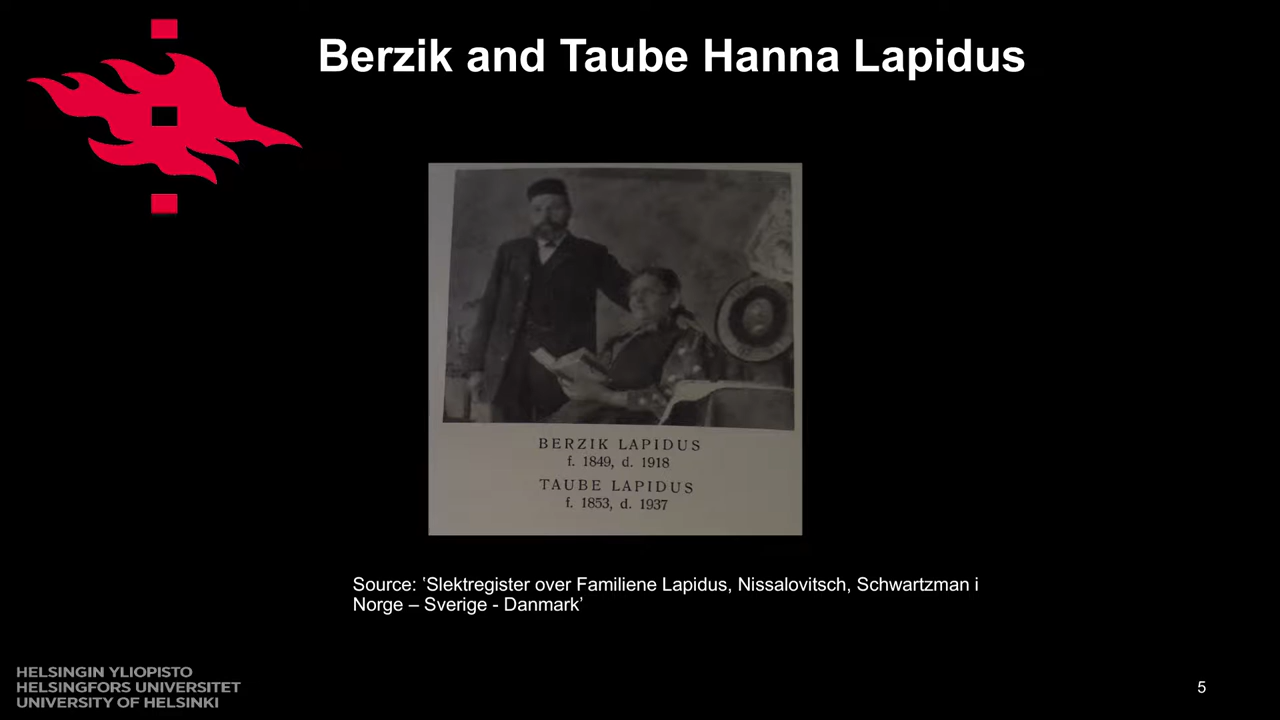 Berzik and Taube Hanna Lapidus
BERZIK LAPIDUS
f. 1849, d. 1918
TAUBE LAPIDUS
f. 1853, d. 1937
Source: ‛Slektregister over Familiene Lapidus, Nissalovitsch, Schwartzman i
Norge – Sverige - Danmark’
HELSINGIN YLIOPISTO
HELSINGFORS UNIVERSITET
UNIVERSITY OF HELSINKI
5